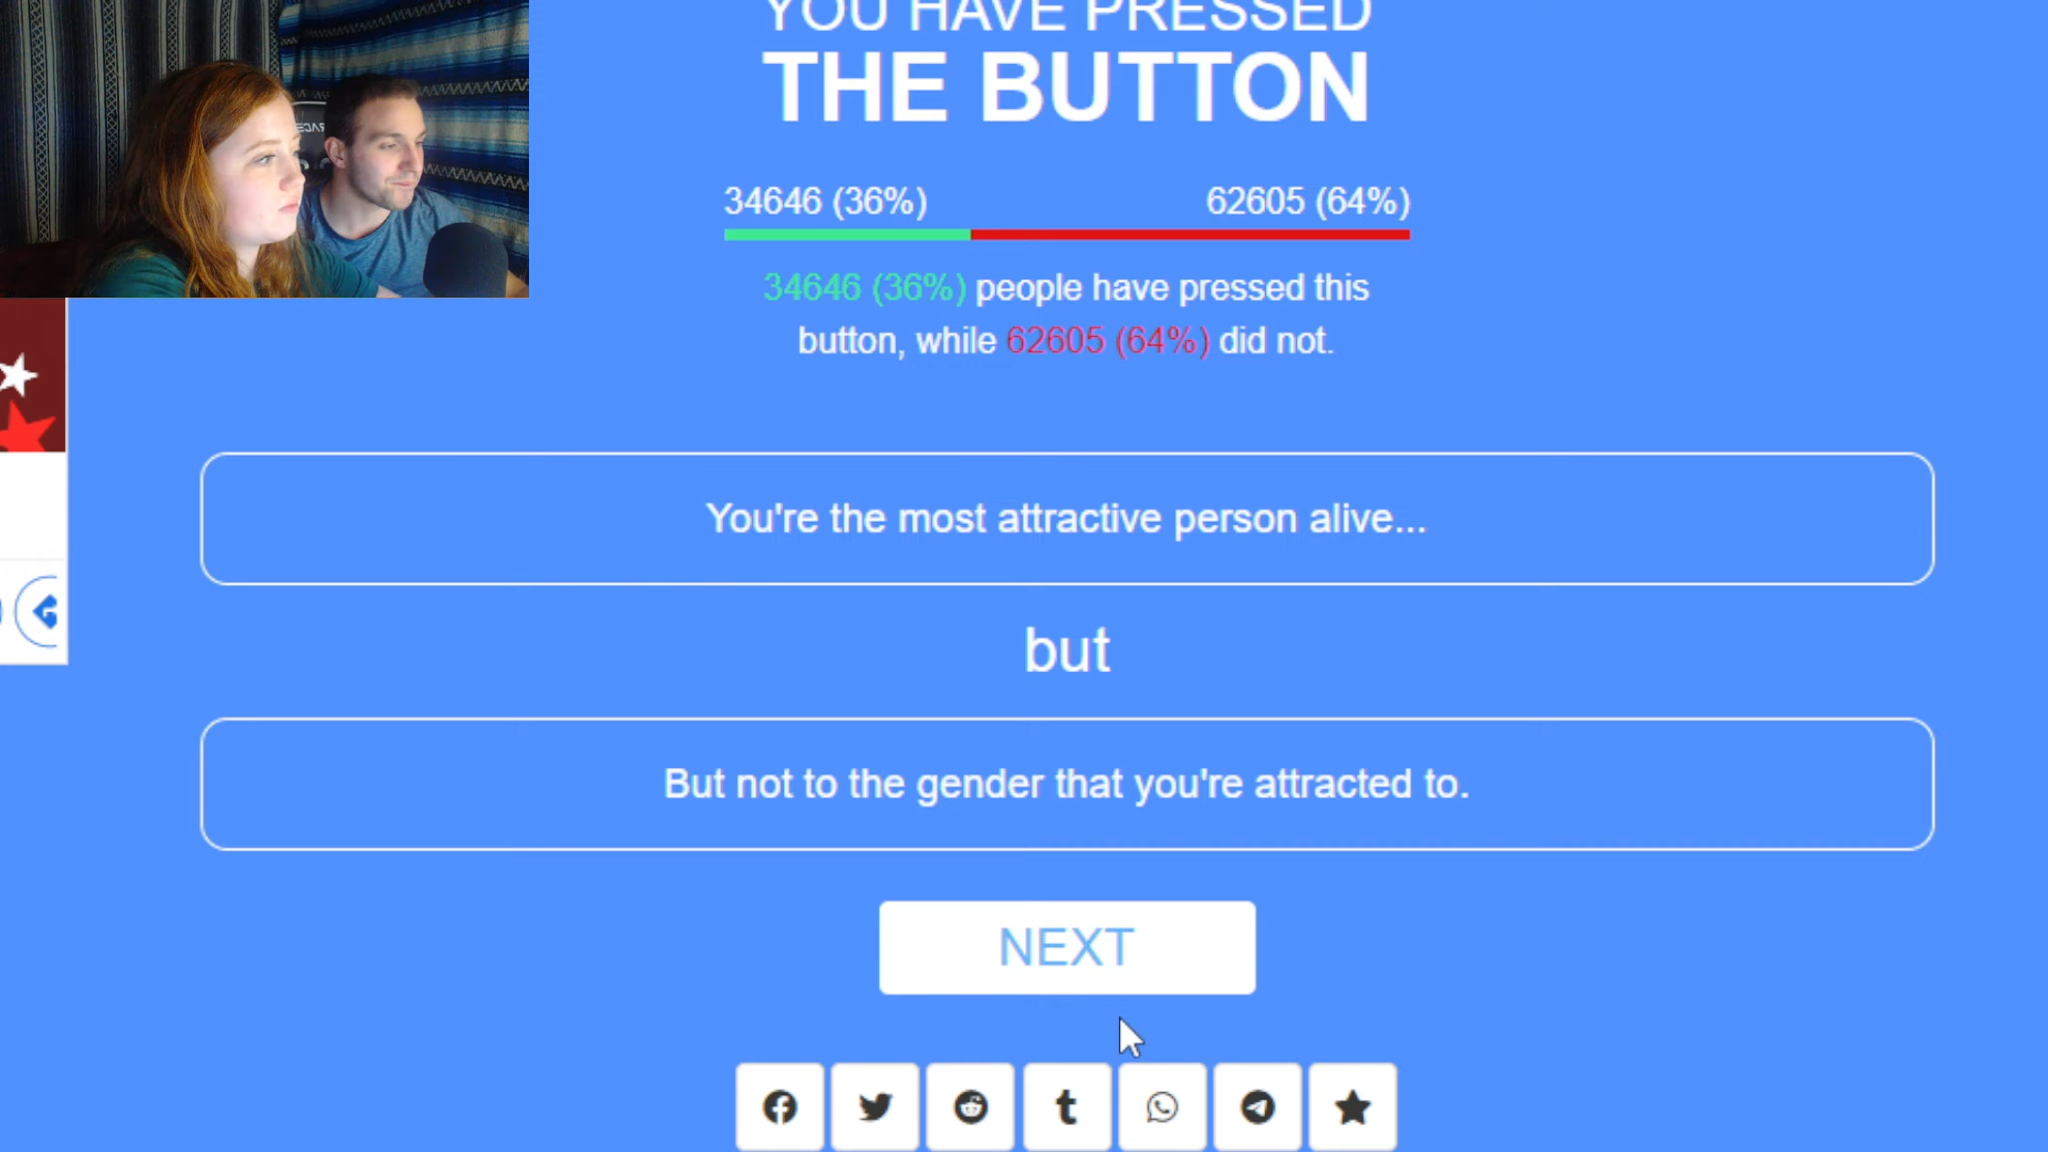 YOU HAVE PRESSED
THE BUTTON
34646 (36%)
62605 (64%)
34646 (36%) people have pressed this
button, while 62605 (64%) did not.
You're the most attractive person alive...
but
But not to the gender that you're attracted to.
NEXT